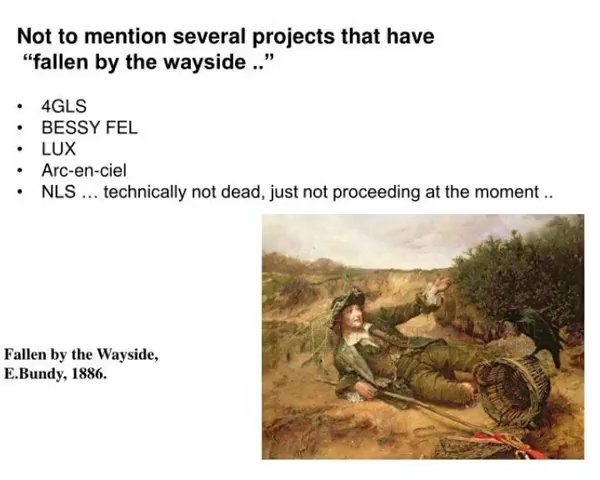 Not to mention several projects that have
“fallen by the wayside ..”
• 4GLS
• BESSY FEL
• LUX
• Arc-en-ciel
• NLS … technically not dead, just not proceeding at the moment ..
Fallen by the Wayside,
E.Bundy, 1886.